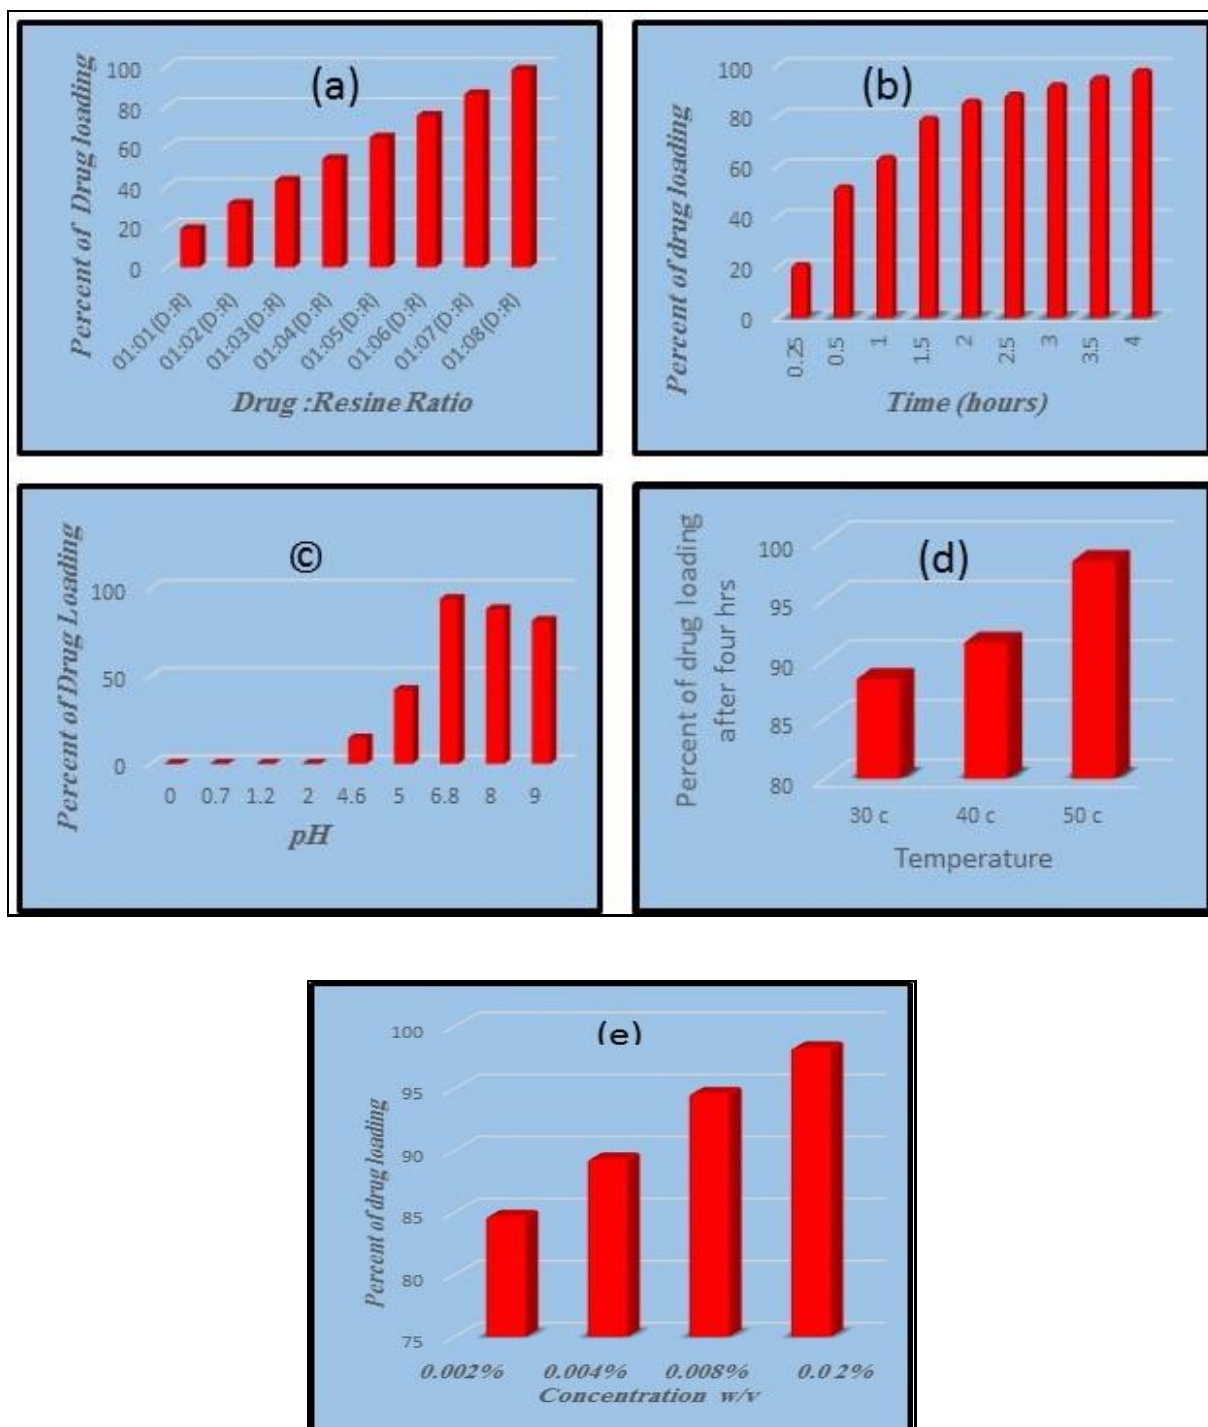 (a)
Percent of Drug loading
100
80
60
40
20
0
01:01(D:R)
01:02(D:R)
01:03(D:R)
01:04(D:R)
01:05(D:R)
01:06(D:R)
01:07(D:R)
01:08(D:R)
Drug :Resine Ratio
(b)
Percent of drug loading
100
80
60
40
20
0
0.25
0.5
1
1.5
2
2.5
3
3.5
4
Time (hours)
©
Percent of Drug Loading
100
50
0
0 0.7 1.2 2 4.6 5 6.8 8 9
pH
(d)
Percent of drug loading
after four hrs
100
95
90
85
80
30 c 40 c 50 c
Temperature
(e)
Percent of drug loading
100
95
90
85
80
75
0.002% 0.004% 0.008% 0.0 2%
Concentration w/v